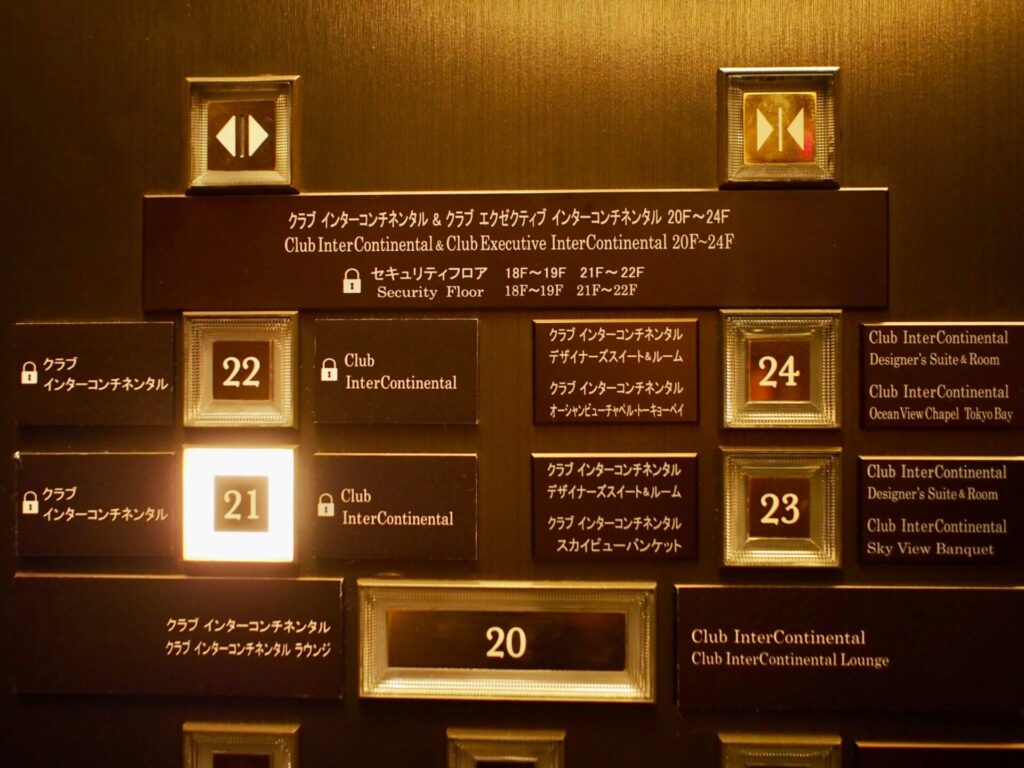 クラブ インターコンチネンタル & クラブ エクゼクティブ インターコンチネンタル 20F～24F
Club InterContinental & Club Executive InterContinental 20F~24F
セキュリティフロア 18F～19F 21F～22F
Security Floor 18F～19F 21F～22F
クラブ
インターコンチネンタル
22
Club
InterContinental
クラブ インターコンチネンタル
デザイナーズスイート&ルーム
クラブ インターコンチネンタル
オーシャンビューチャペル・トーキョーベイ
24
Club InterContinental
Designer's Suite & Room
Club InterContinental
Ocean View Chapel Tokyo Bay
クラブ
インターコンチネンタル
21
Club
InterContinental
クラブ インターコンチネンタル
デザイナーズスイート&ルーム
クラブ インターコンチネンタル
スカイビューバンケット
23
Club InterContinental
Designer's Suite & Room
Club InterContinental
Sky View Banquet
クラブ インターコンチネンタル
クラブ インターコンチネンタル ラウンジ
20
Club InterContinental
Club InterContinental Lounge